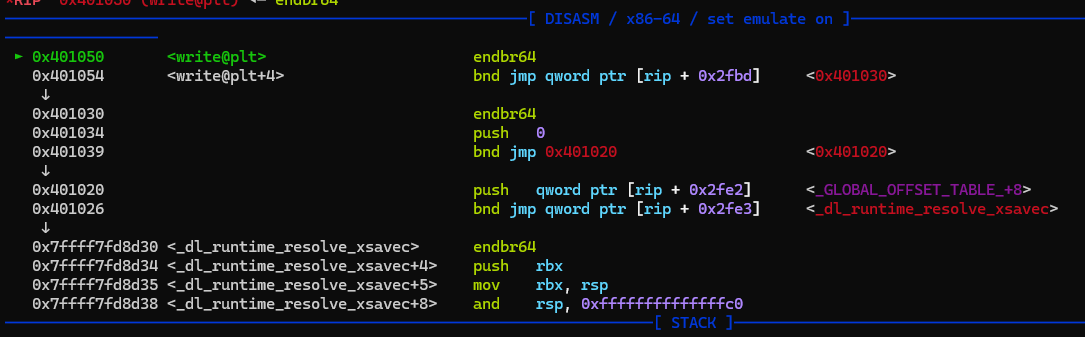 *RIP  0x401050 (write@plt) ◂— endbr64
[ DISASM / x86-64 / set emulate on ]
► 0x401050       <write@plt>                      endbr64
0x401054       <write@plt+4>                    bnd jmp qword ptr [rip + 0x2fbd]     <0x401030>
↓
0x401030                                        endbr64
0x401034                                        push   0
0x401039                                        bnd jmp 0x401020                     <0x401020>
↓
0x401020                                        push   qword ptr [rip + 0x2fe2]      <_GLOBAL_OFFSET_TABLE_+8>
0x401026                                        bnd jmp qword ptr [rip + 0x2fe3]     <_dl_runtime_resolve_xsavec>
↓
0x7ffff7fd8d30 <_dl_runtime_resolve_xsavec>     endbr64
0x7ffff7fd8d34 <_dl_runtime_resolve_xsavec+4>   push   rbx
0x7ffff7fd8d35 <_dl_runtime_resolve_xsavec+5>   mov    rbx, rsp
0x7ffff7fd8d38 <_dl_runtime_resolve_xsavec+8>   and    rsp, 0xffffffffffffffc0
[ STACK ]